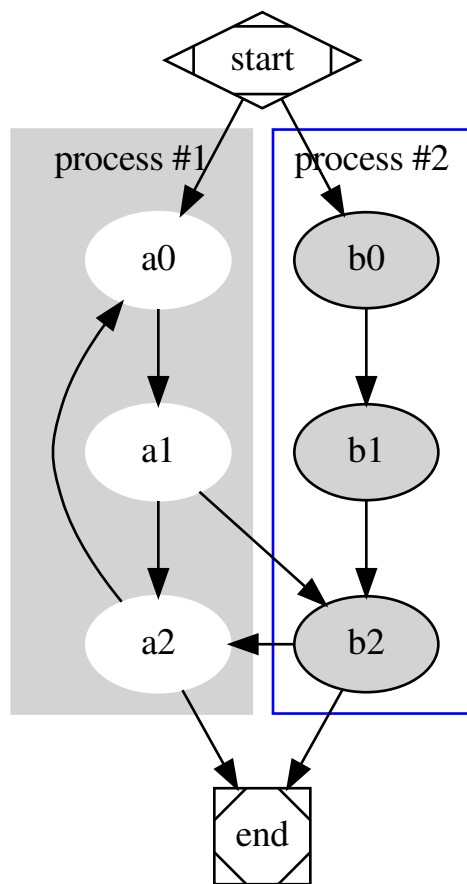 start
process #1
process #2
a0
b0
a1
b1
a2
b2
end